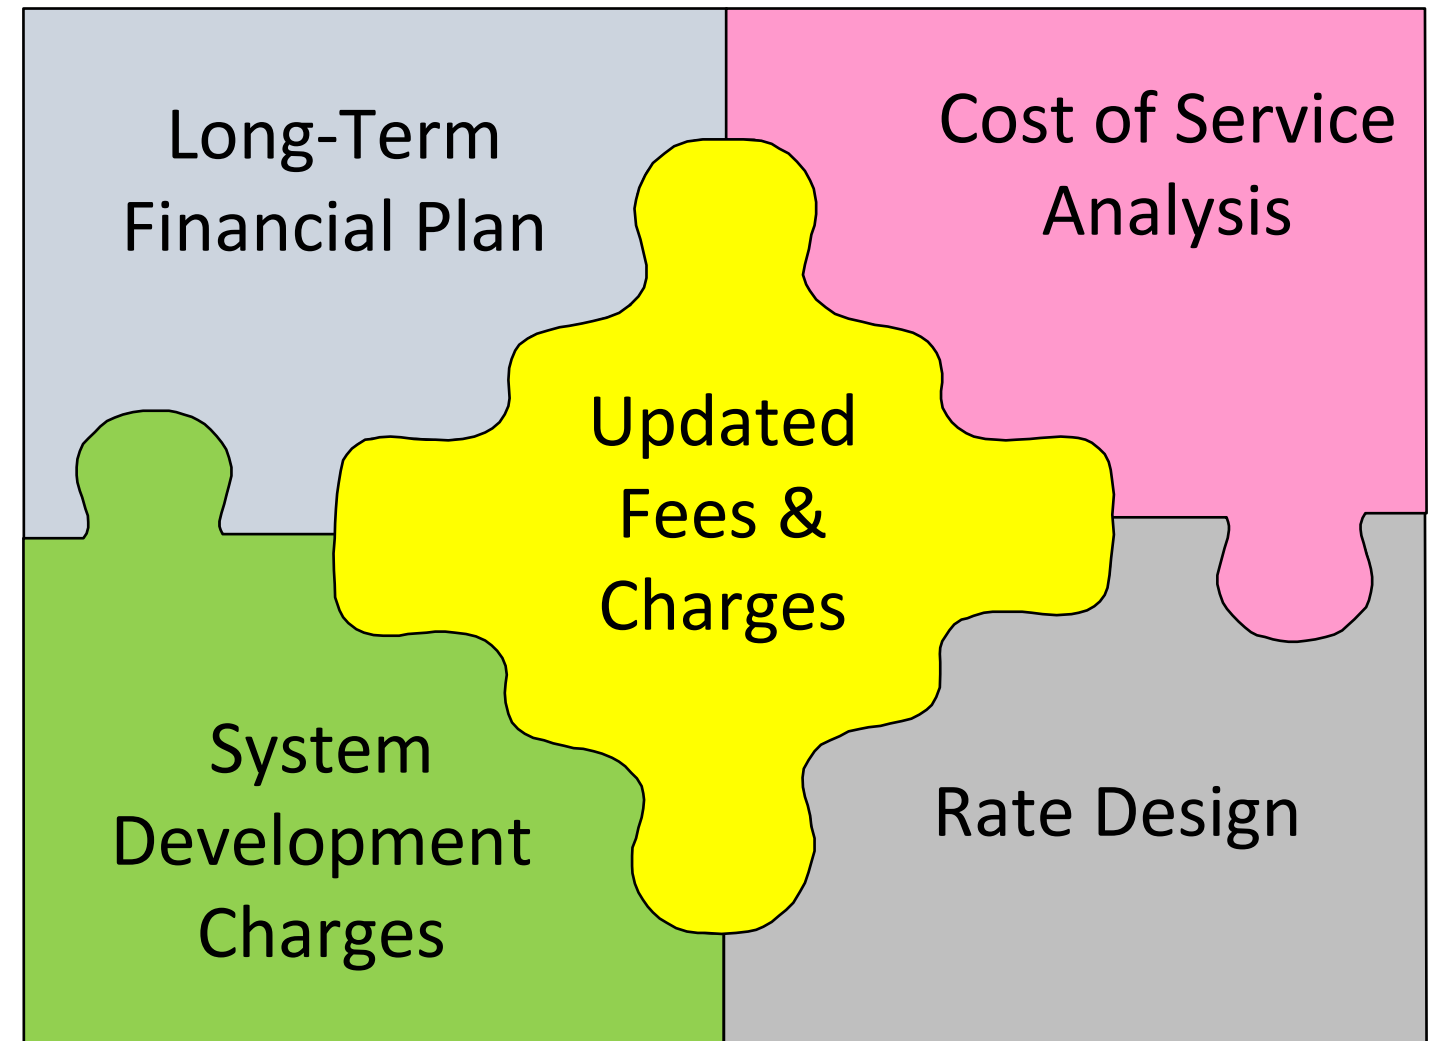 Long-Term
Financial Plan
Cost of Service
Analysis
Updated
Fees &
Charges
System
Development
Charges
Rate Design